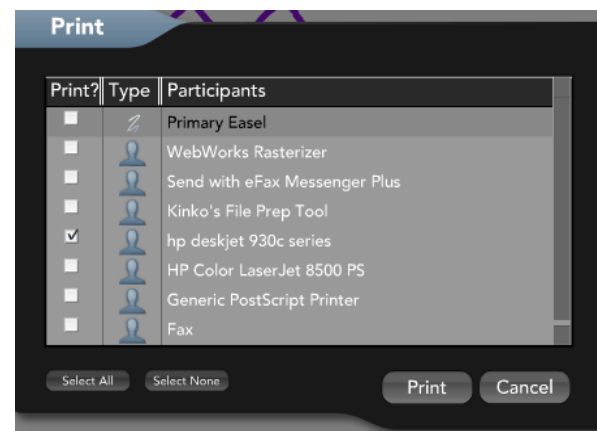 Print
Print? Type Participants
Primary Easel
WebWorks Rasterizer
Send with eFax Messenger Plus
Kinko's File Prep Tool
hp deskjet 930c series
HP Color LaserJet 8500 PS
Generic PostScript Printer
Fax
Select All Select None Print Cancel